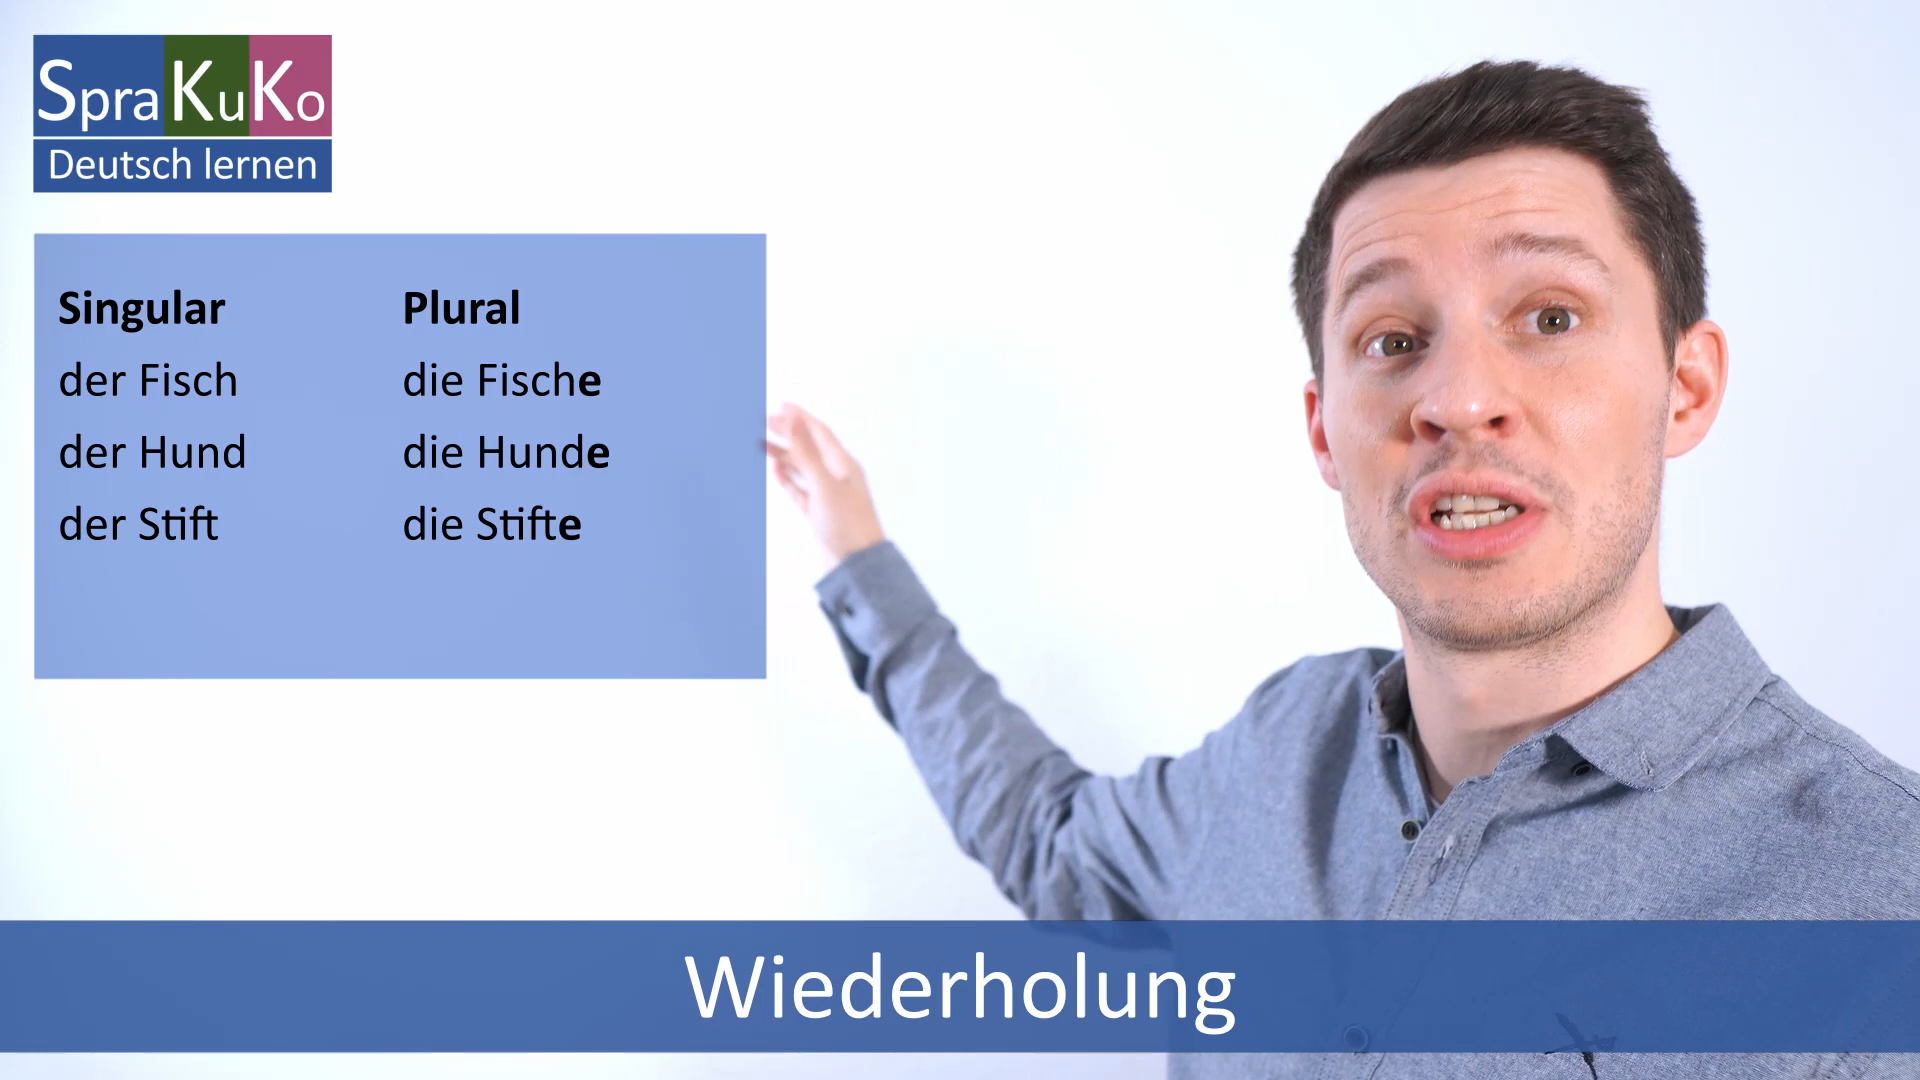 SpraKuKo
Deutsch lernen
Singular Plural
der Fisch die Fische
der Hund die Hunde
der Stift die Stifte
Wiederholung